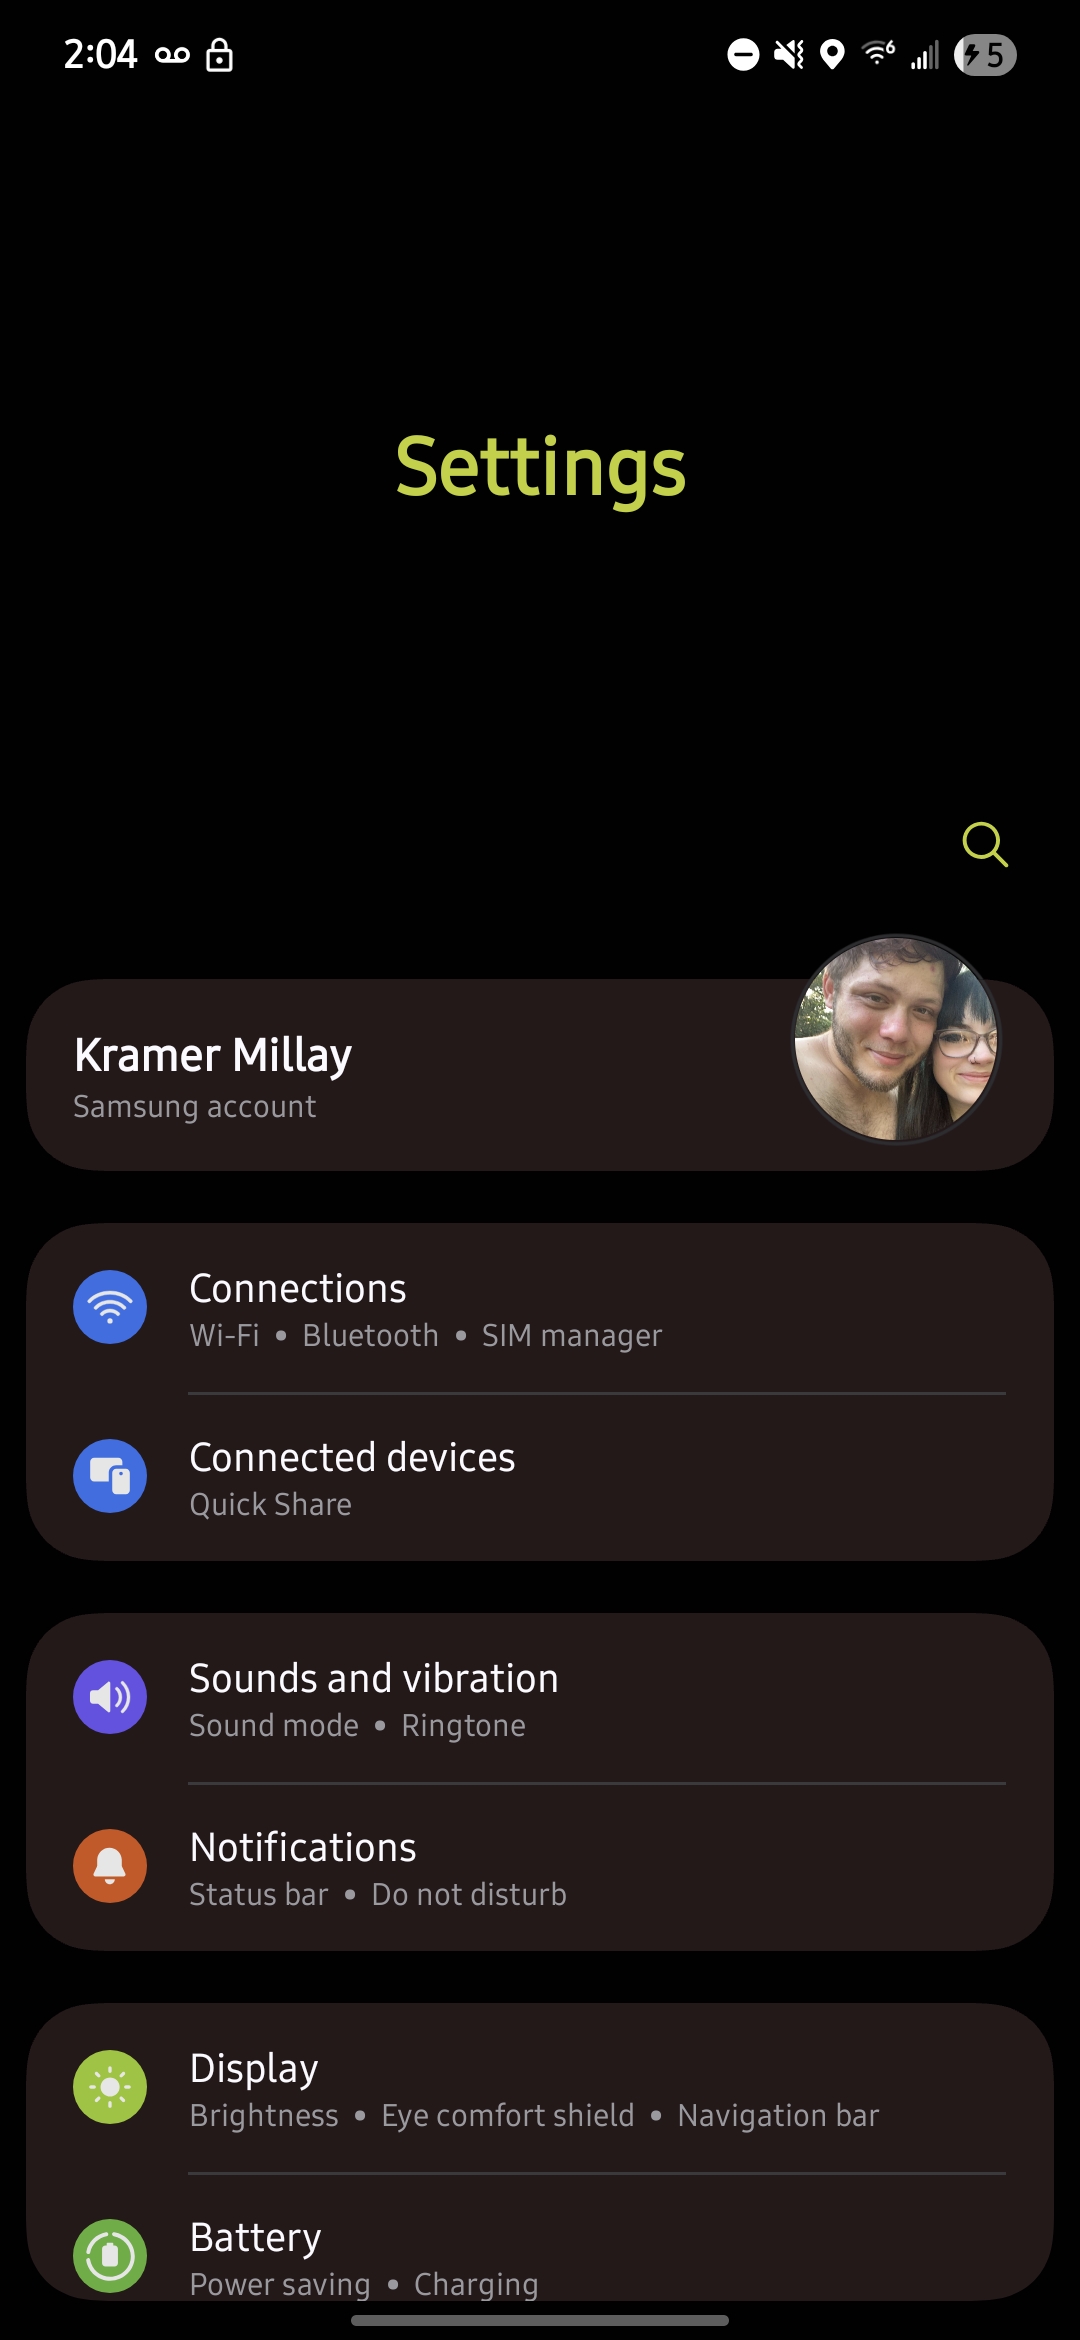 2:04
6
5
Settings
Kramer Millay
Samsung account
Connections
Wi-Fi • Bluetooth • SIM manager
Connected devices
Quick Share
Sounds and vibration
Sound mode • Ringtone
Notifications
Status bar • Do not disturb
Display
Brightness • Eye comfort shield • Navigation bar
Battery
Power saving • Charging